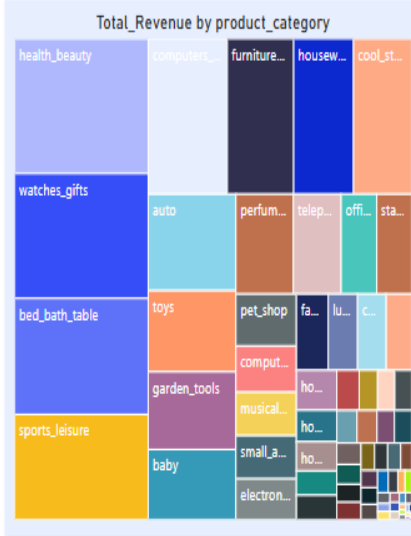 Total_Revenue by product_category
health_beauty
computers_...
furniture...
housew...
cool_st...
watches_gifts
auto
perfum...
telep...
offi...
sta...
bed_bath_table
toys
pet_shop
fa...
lu...
c...
comput...
garden_tools
ho...
musical...
sports_leisure
ho...
baby
small_a...
ho...
electron...